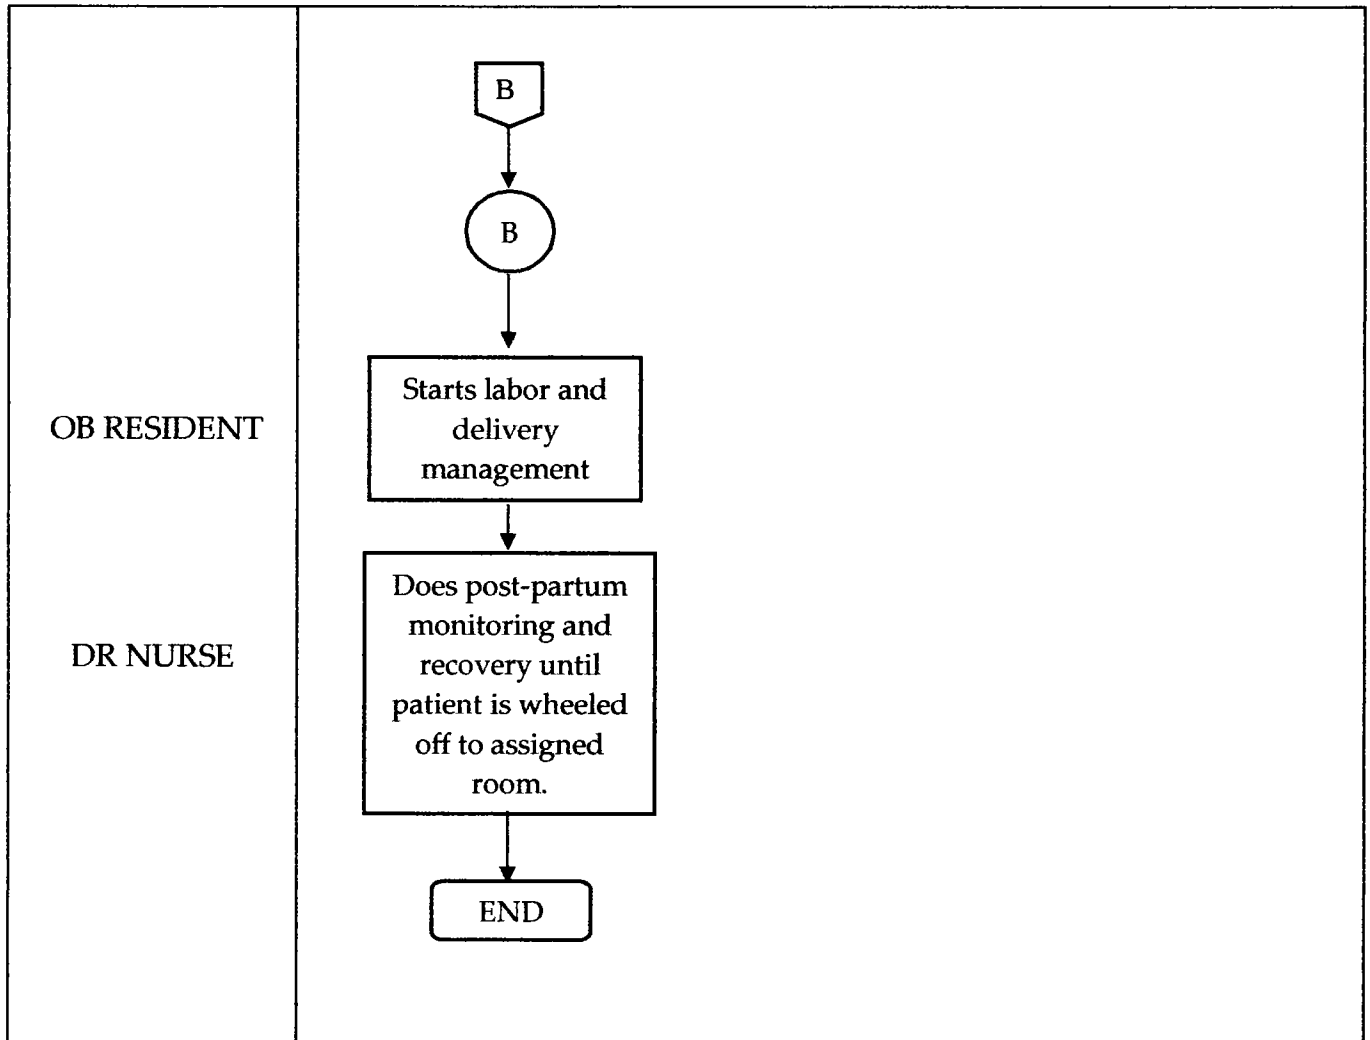 B
B
OB RESIDENT
Starts labor and
delivery
management
DR NURSE
Does post-partum
monitoring and
recovery until
patient is wheeled
off to assigned
room.
END